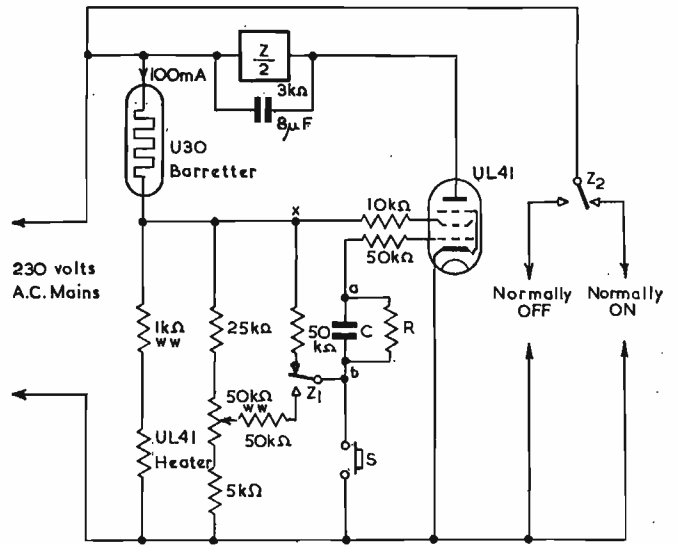 100mA
Z
2
3kΩ
8μF
U30
Barretter
UL41
Z2
x
10kΩ
50kΩ
230 volts
A.C. Mains
a
Normally
OFF
Normally
ON
1kΩ
ww
25kΩ
50
kΩ
C
R
b
Z1
50kΩ
ww
50kΩ
UL41
Heater
S
5kΩ